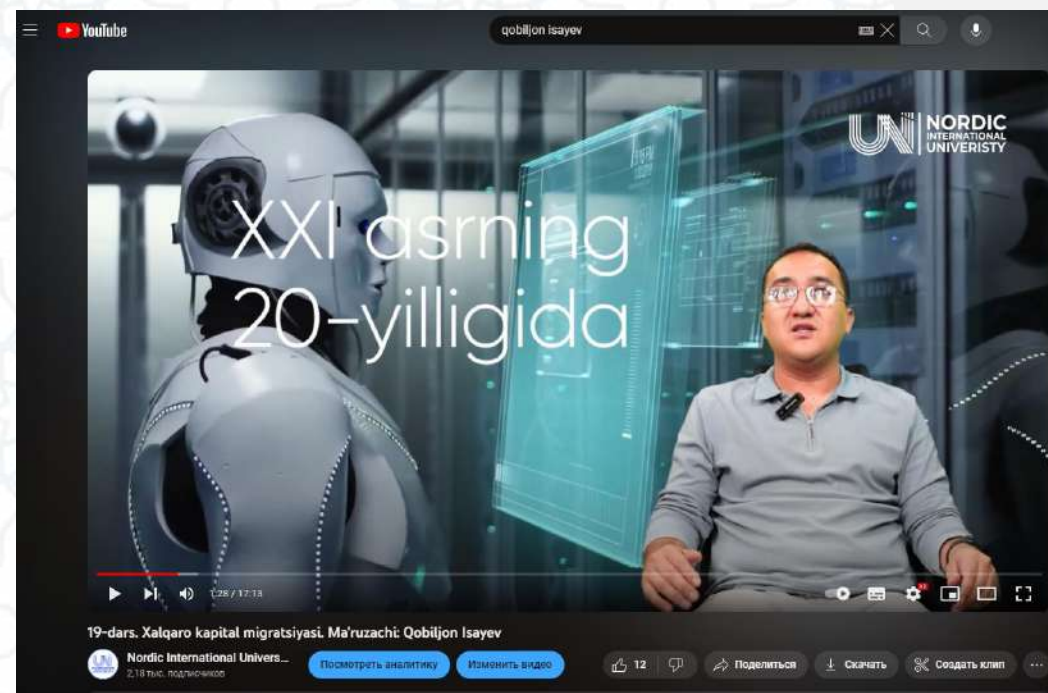 YouTube
qobiljon isayev
UN NORDIC
INTERNATIONAL
UNIVERISTY
XXI asrning
20-yilligida
1:28 / 17:13
19-dars. Xalqaro kapital migratsiyasi. Ma'ruzachi: Qobiljon Isayev
Nordic International Univers...
2,18 тыс. подписчиков
Посмотреть аналитику
Изменить видео
12
Поделиться
Скачать
Создать клип